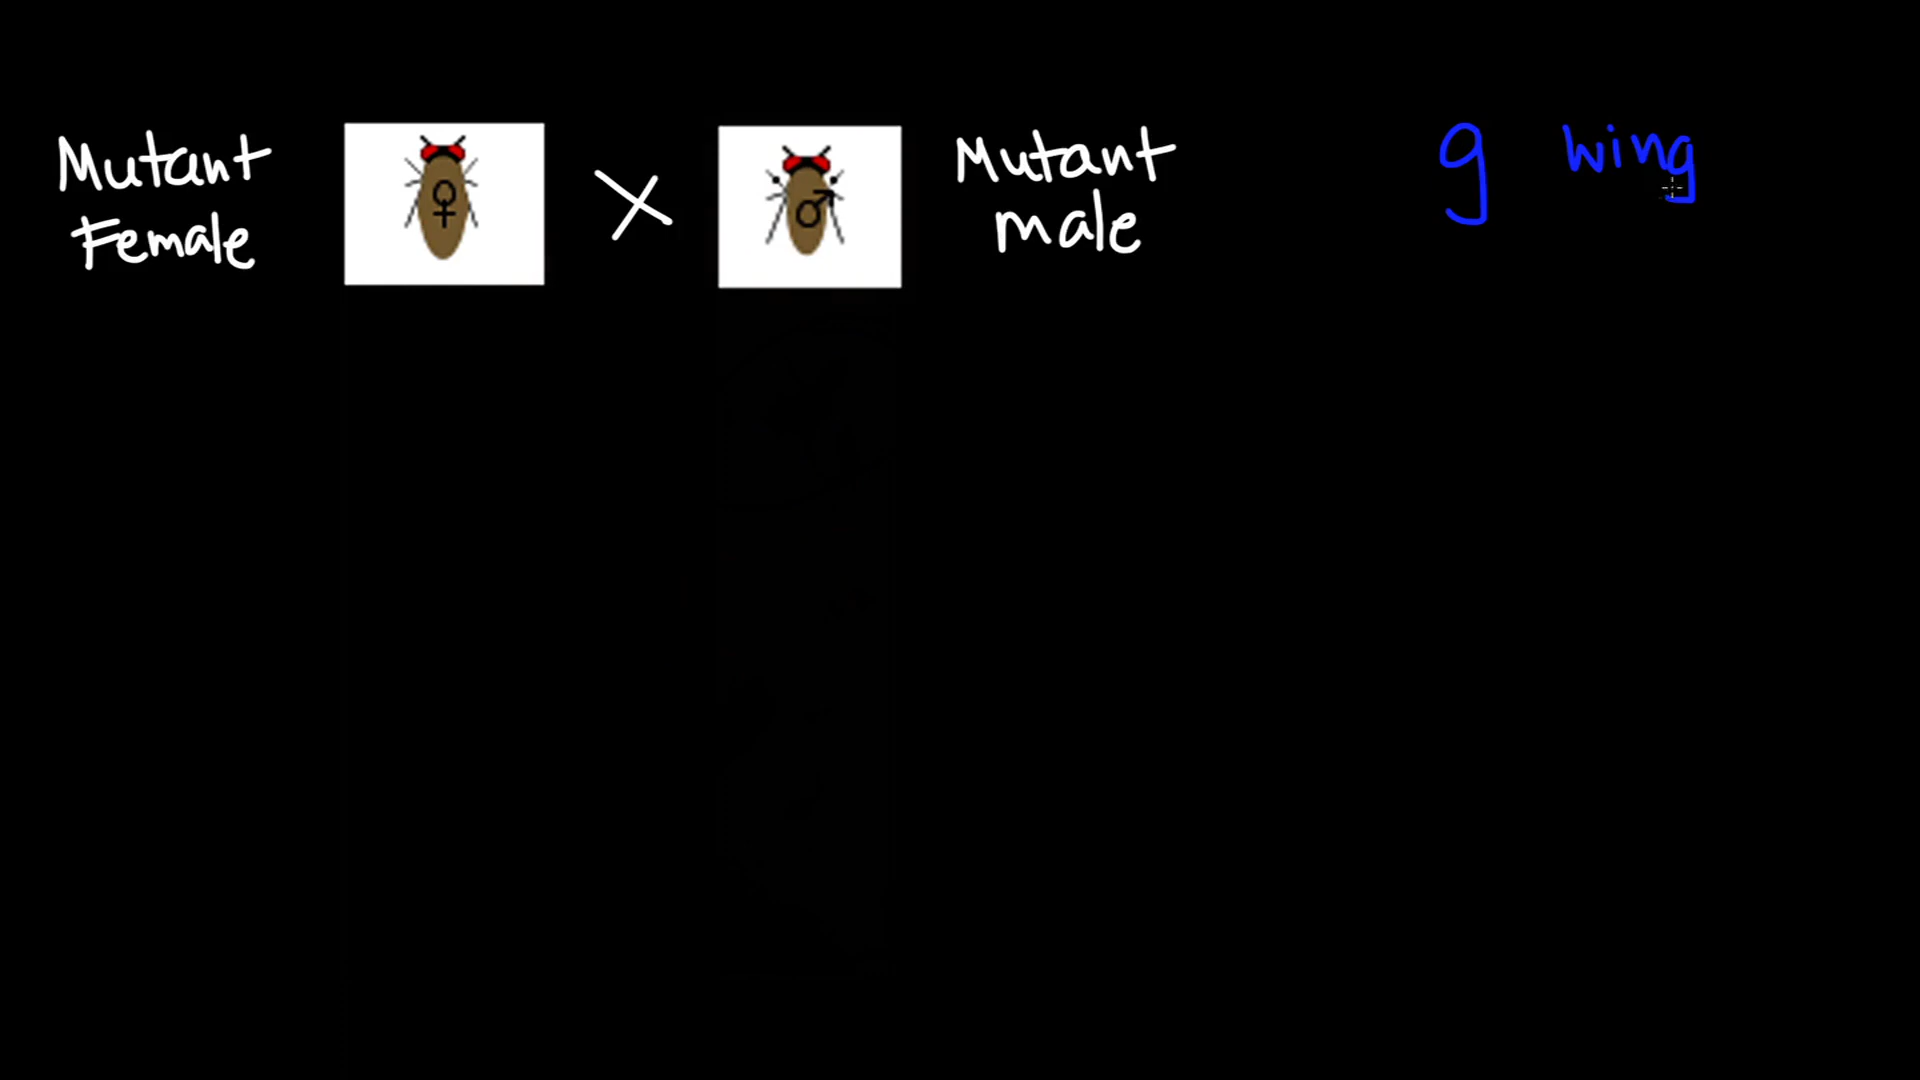 Mutant
Female
♀
X
♂
Mutant
male
g wing